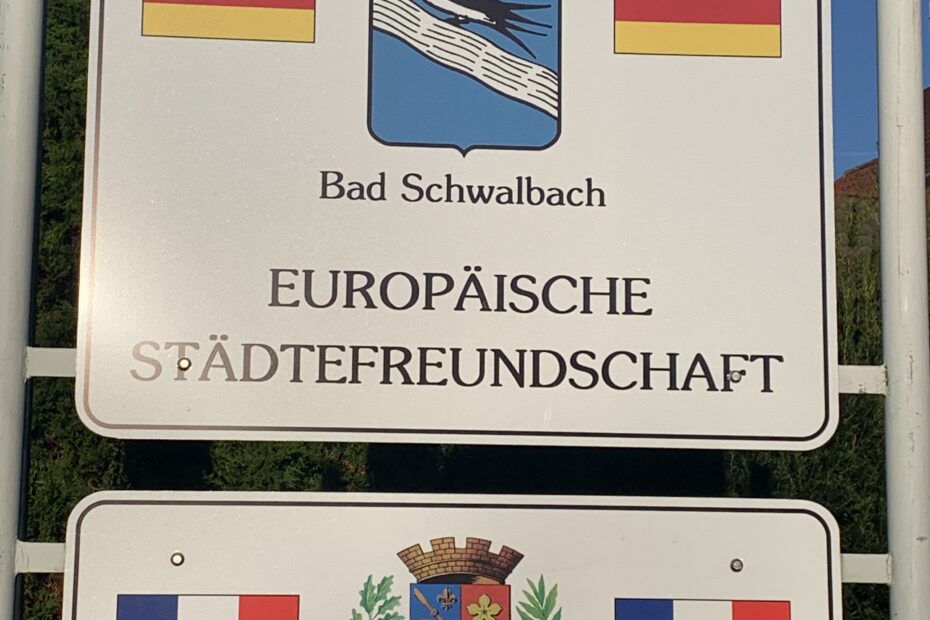 Bad Schwalbach
EUROPÄISCHE
STÄDTEFREUNDSCHAFT